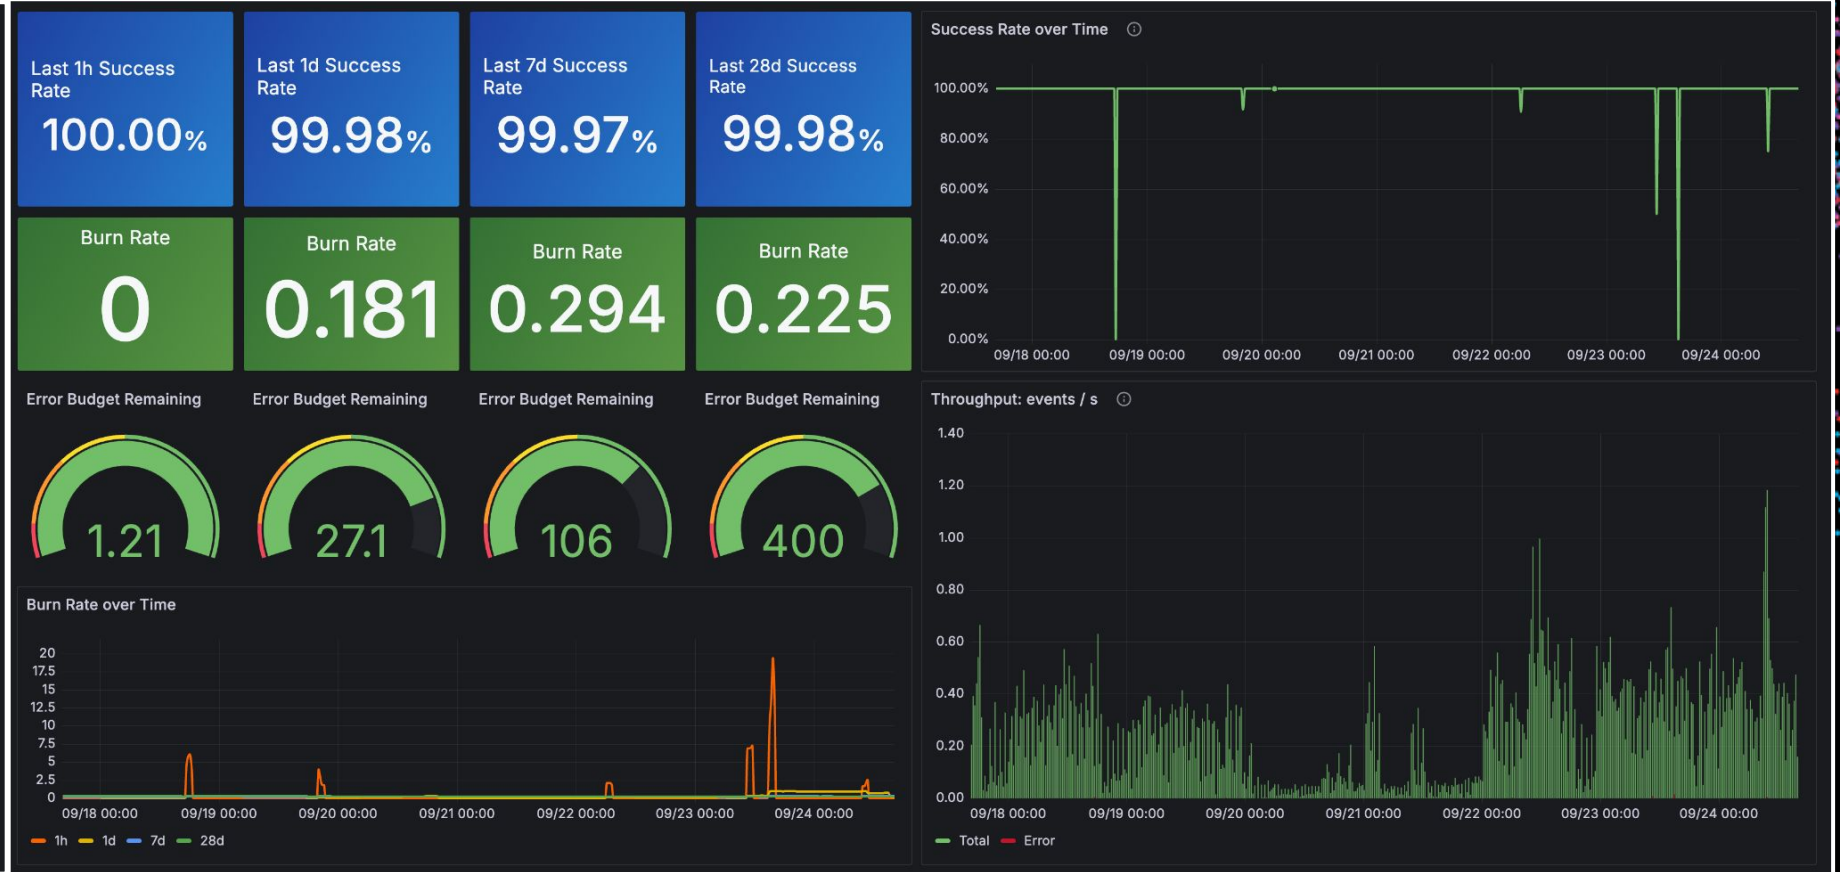 Last 1h Success
Rate
100.00%
Last 1d Success
Rate
99.98%
Last 7d Success
Rate
99.97%
Last 28d Success
Rate
99.98%
Burn Rate
0
Burn Rate
0.181
Burn Rate
0.294
Burn Rate
0.225
Error Budget Remaining
1.21
Error Budget Remaining
27.1
Error Budget Remaining
106
Error Budget Remaining
400
Burn Rate over Time
20
17.5
15
12.5
10
7.5
5
2.5
0
09/18 00:00 09/19 00:00 09/20 00:00 09/21 00:00 09/22 00:00 09/23 00:00 09/24 00:00
1h 1d 7d 28d
Success Rate over Time
100.00%
80.00%
60.00%
40.00%
20.00%
0.00%
09/18 00:00 09/19 00:00 09/20 00:00 09/21 00:00 09/22 00:00 09/23 00:00 09/24 00:00
Throughput: events / s
1.40
1.20
1.00
0.80
0.60
0.40
0.20
0.00
09/18 00:00 09/19 00:00 09/20 00:00 09/21 00:00 09/22 00:00 09/23 00:00 09/24 00:00
Total Error